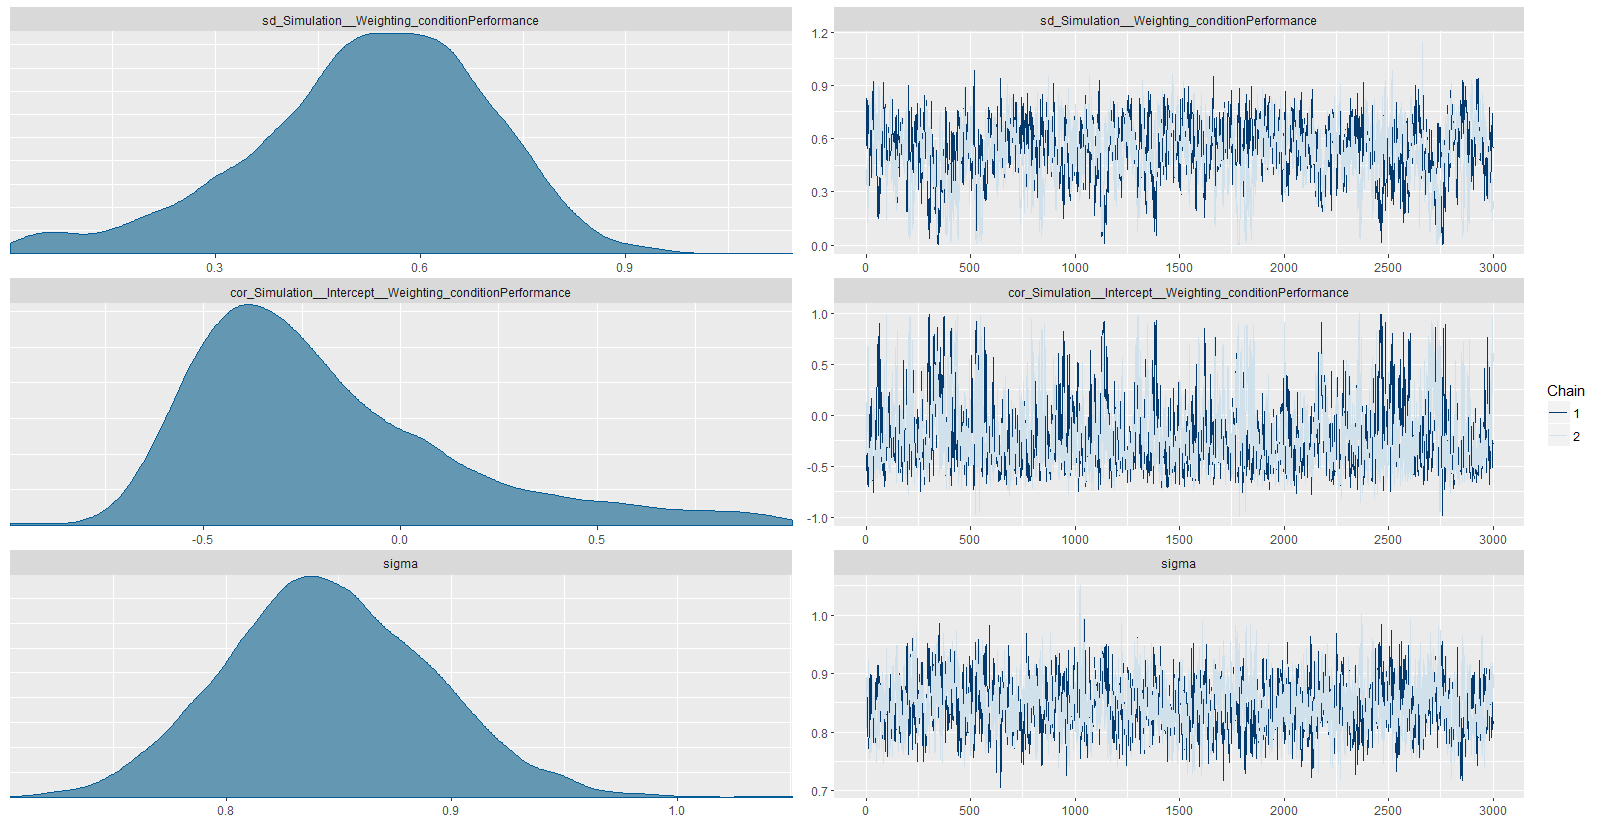 sd_Simulation__Weighting_conditionPerformance
0.3 0.6 0.9
sd_Simulation__Weighting_conditionPerformance
1.2
0.9
0.6
0.3
0.0
0 500 1000 1500 2000 2500 3000
cor_Simulation__Intercept__Weighting_conditionPerformance
-0.5 0.0 0.5
cor_Simulation__Intercept__Weighting_conditionPerformance
1.0
0.5
0.0
-0.5
-1.0
0 500 1000 1500 2000 2500 3000
sigma
0.8 0.9 1.0
sigma
1.0
0.9
0.8
0.7
0 500 1000 1500 2000 2500 3000
Chain
1
2